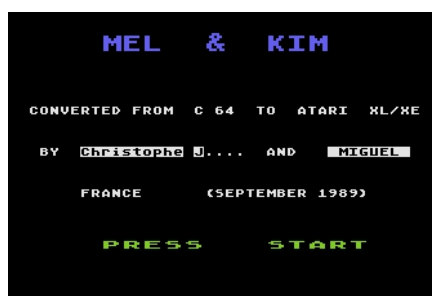 MEL & KIM
CONVERTED FROM C 64 TO ATARI XL/XE
BY Christophe J.... AND MIGUEL
FRANCE (SEPTEMBER 1989)
PRESS START